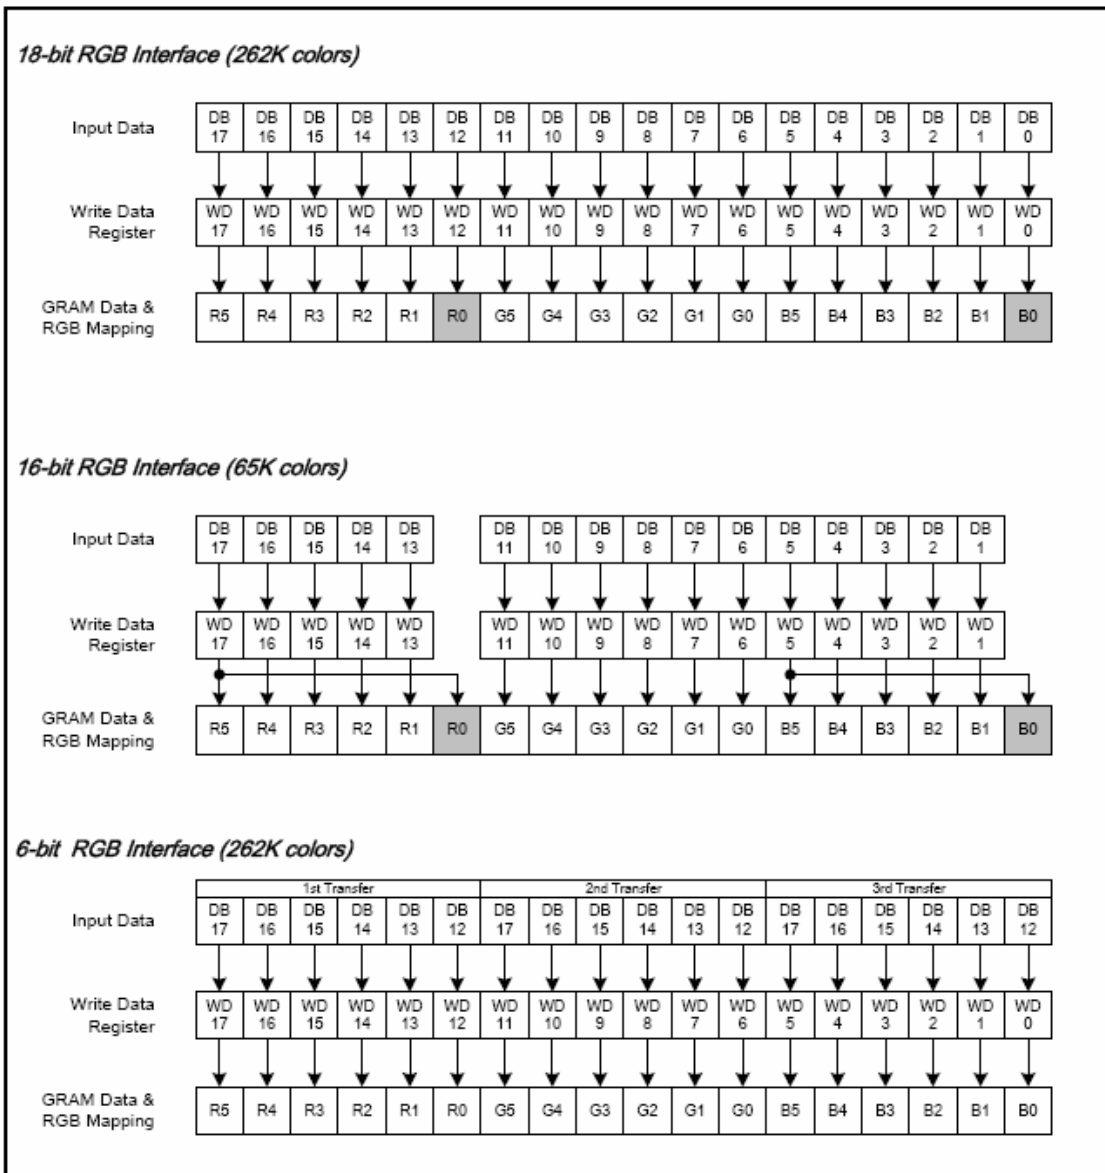 18-bit RGB Interface (262K colors)
Input Data DB 17 DB 16 DB 15 DB 14 DB 13 DB 12 DB 11 DB 10 DB 9 DB 8 DB 7 DB 6 DB 5 DB 4 DB 3 DB 2 DB 1 DB 0
Write Data Register WD 17 WD 16 WD 15 WD 14 WD 13 WD 12 WD 11 WD 10 WD 9 WD 8 WD 7 WD 6 WD 5 WD 4 WD 3 WD 2 WD 1 WD 0
GRAM Data & RGB Mapping R5 R4 R3 R2 R1 R0 G5 G4 G3 G2 G1 G0 B5 B4 B3 B2 B1 B0
16-bit RGB Interface (65K colors)
Input Data DB 17 DB 16 DB 15 DB 14 DB 13 DB 11 DB 10 DB 9 DB 8 DB 7 DB 6 DB 5 DB 4 DB 3 DB 2 DB 1
Write Data Register WD 17 WD 16 WD 15 WD 14 WD 13 WD 11 WD 10 WD 9 WD 8 WD 7 WD 6 WD 5 WD 4 WD 3 WD 2 WD 1
GRAM Data & RGB Mapping R5 R4 R3 R2 R1 R0 G5 G4 G3 G2 G1 G0 B5 B4 B3 B2 B1 B0
6-bit RGB Interface (262K colors)
1st Transfer 2nd Transfer 3rd Transfer
Input Data DB 17 DB 16 DB 15 DB 14 DB 13 DB 12 DB 17 DB 16 DB 15 DB 14 DB 13 DB 12 DB 17 DB 16 DB 15 DB 14 DB 13 DB 12
Write Data Register WD 17 WD 16 WD 15 WD 14 WD 13 WD 12 WD 11 WD 10 WD 9 WD 8 WD 7 WD 6 WD 5 WD 4 WD 3 WD 2 WD 1 WD 0
GRAM Data & RGB Mapping R5 R4 R3 R2 R1 R0 G5 G4 G3 G2 G1 G0 B5 B4 B3 B2 B1 B0